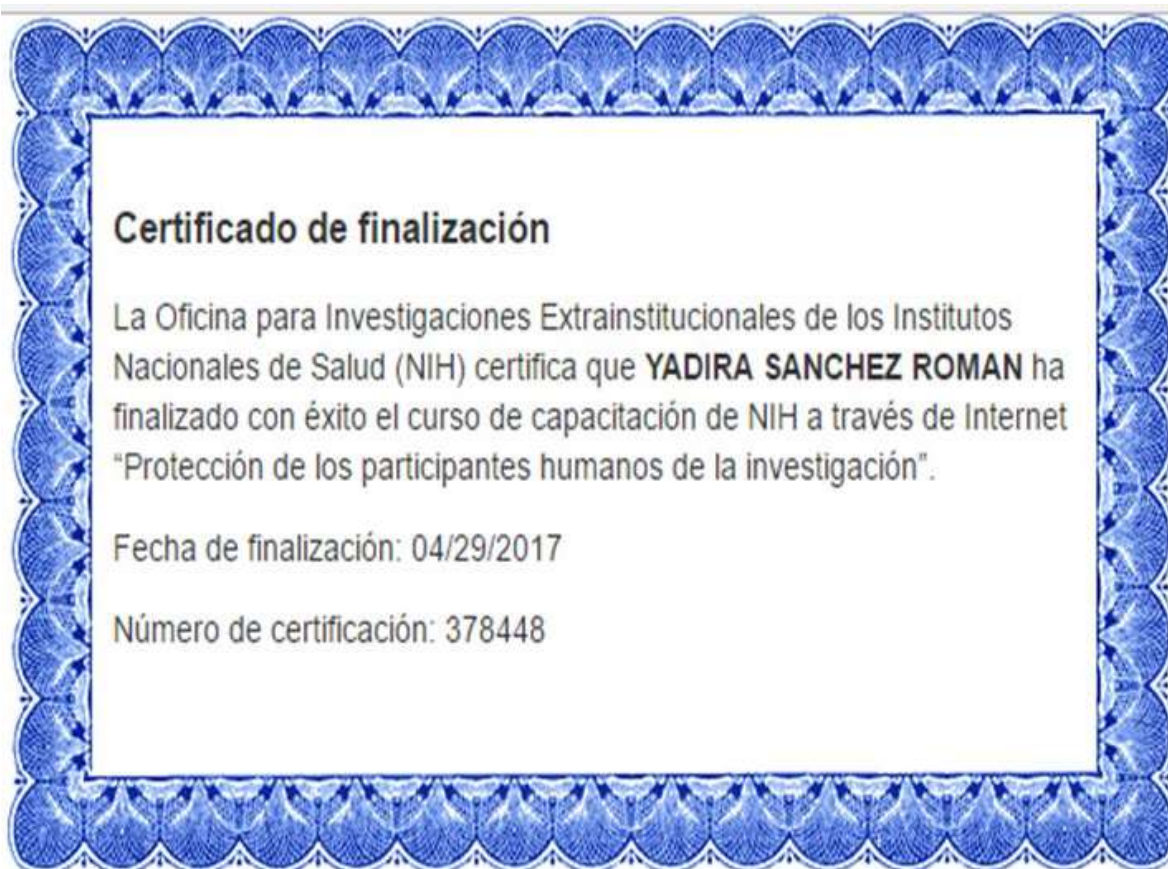 Certificado de finalización
La Oficina para Investigaciones Extrainstitucionales de los Institutos
Nacionales de Salud (NIH) certifica que YADIRA SANCHEZ ROMAN ha
finalizado con éxito el curso de capacitación de NIH a través de Internet
“Protección de los participantes humanos de la investigación”.
Fecha de finalización: 04/29/2017
Número de certificación: 378448